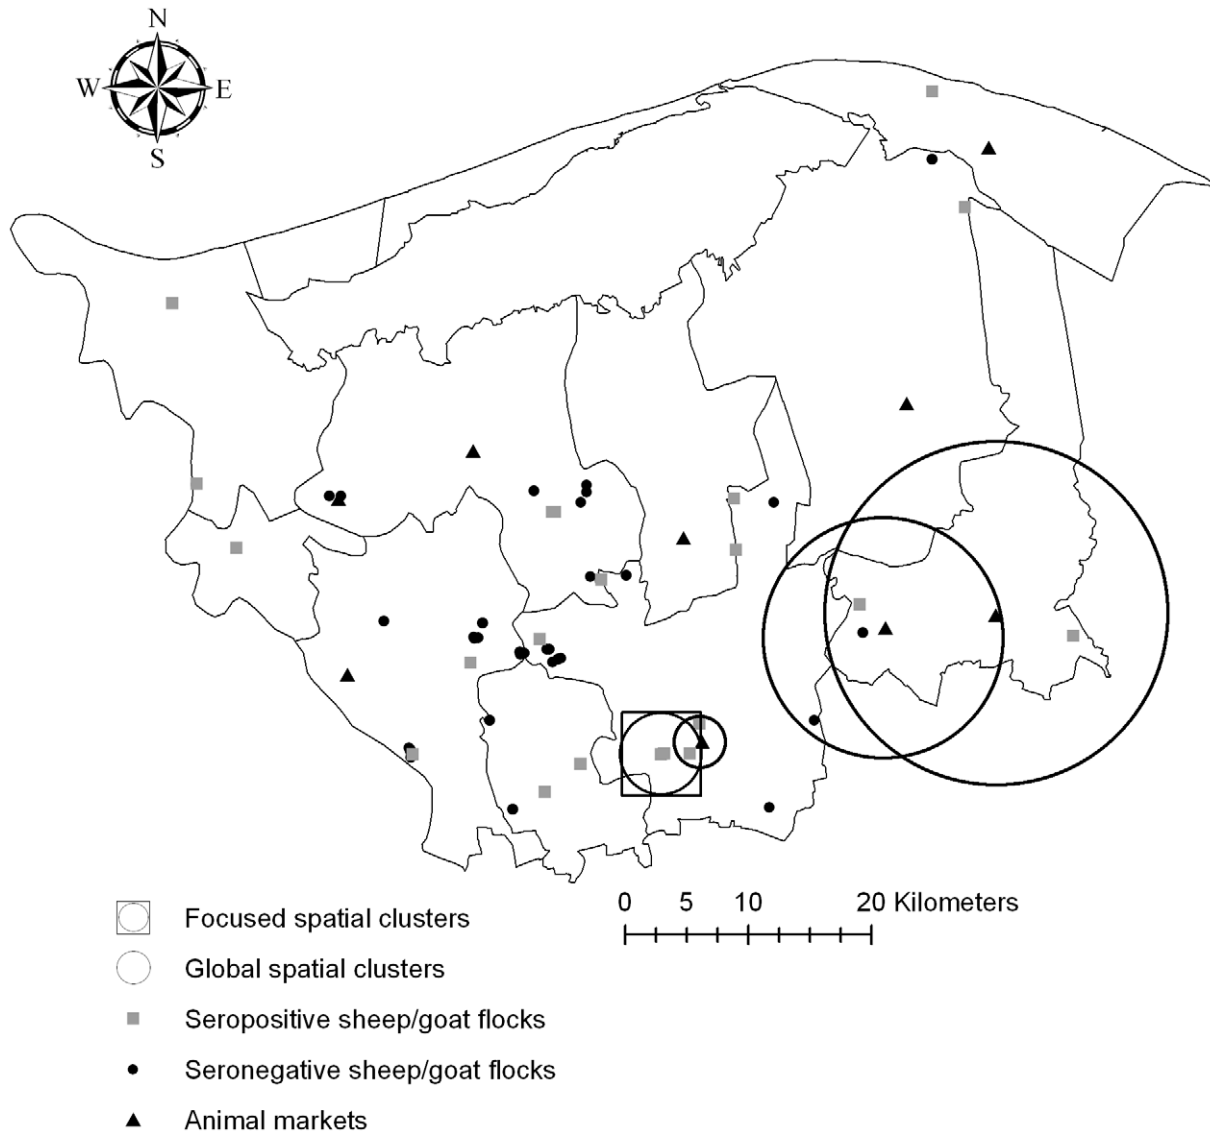 N
W E
S
0 5 10 20 Kilometers
Focused spatial clusters
Global spatial clusters
Seropositive sheep/goat flocks
Seronegative sheep/goat flocks
Animal markets